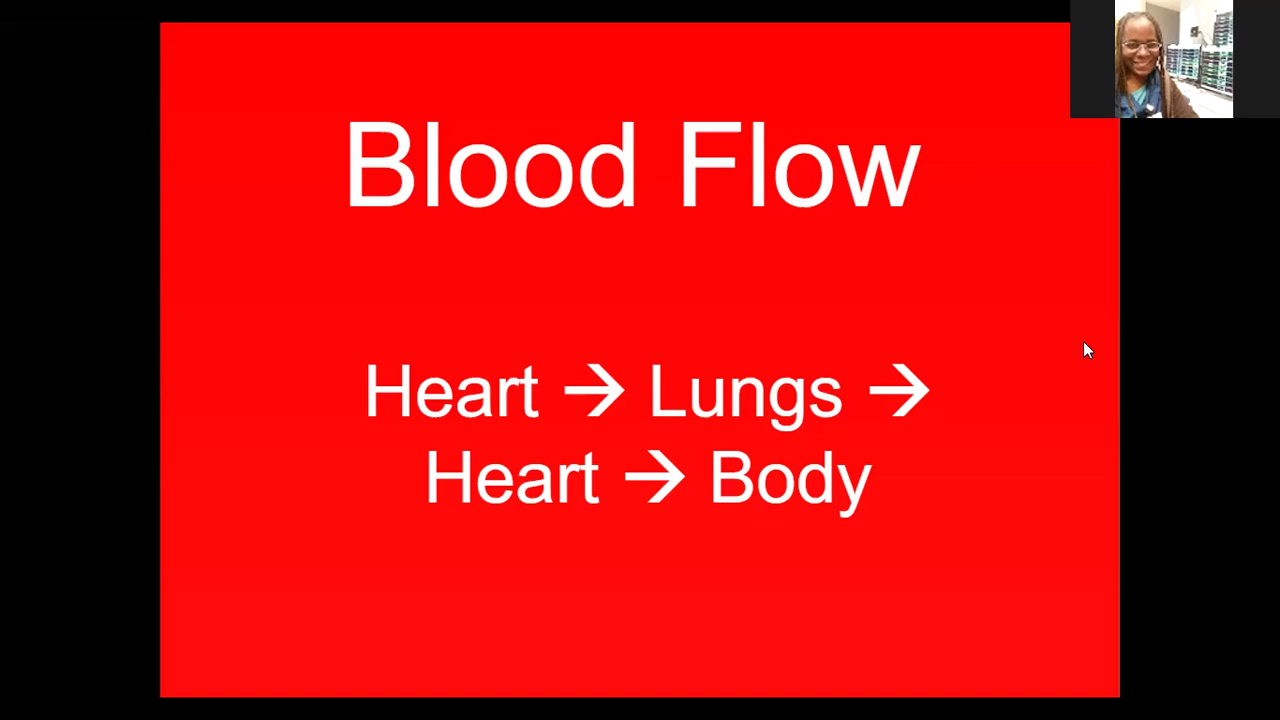 Blood Flow
Heart → Lungs →
Heart → Body